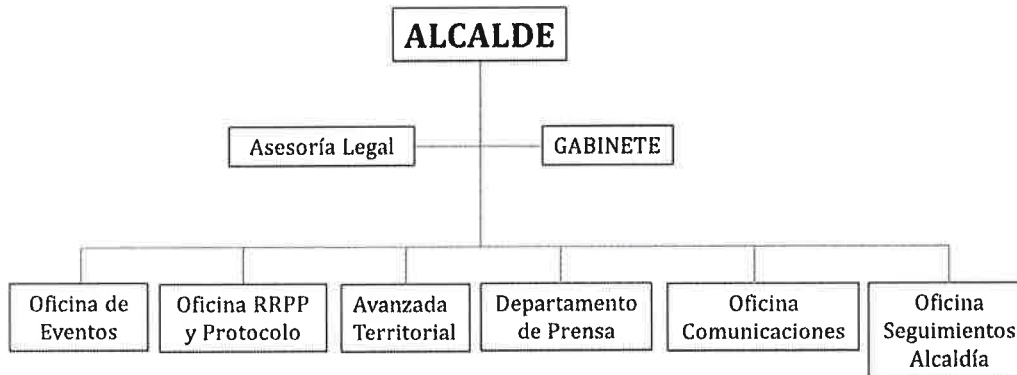 ALCALDE
Asesoría Legal
GABINETE
Oficina de
Eventos
Oficina RRPP
y Protocolo
Avanzada
Territorial
Departamento
de Prensa
Oficina
Comunicaciones
Oficina
Seguimientos
Alcaldía